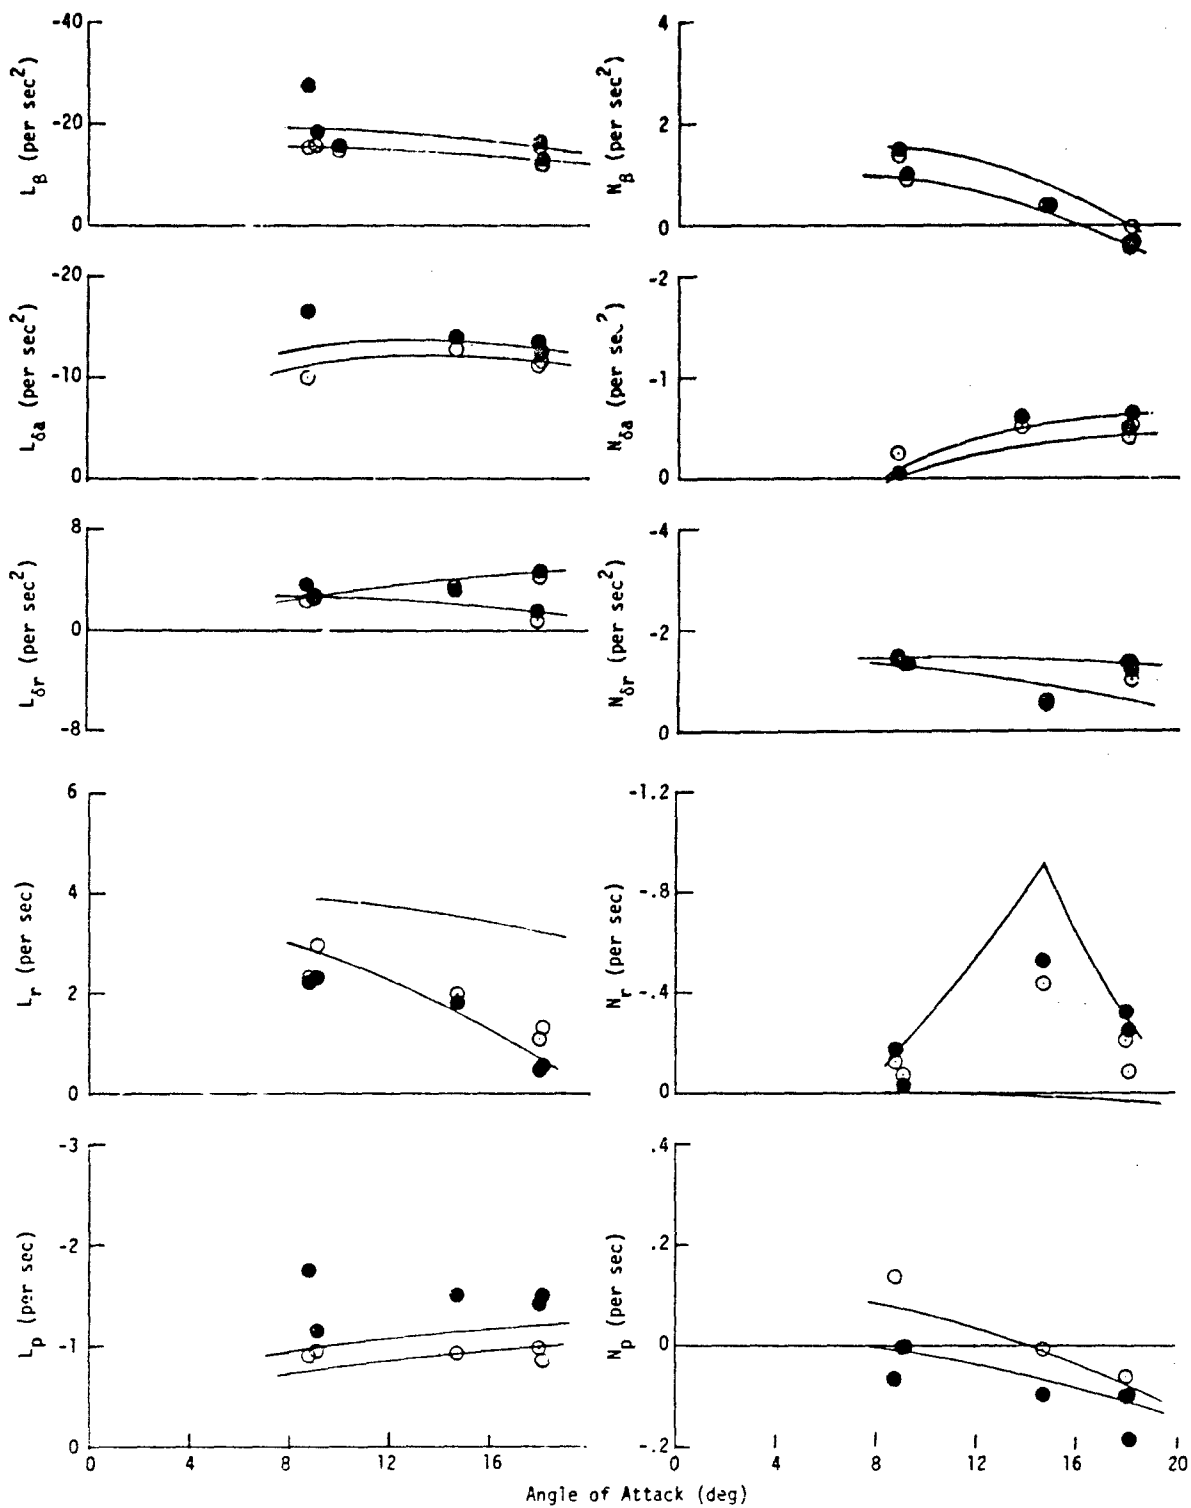 -40
-20
0
L_β (per sec²)
4
2
0
N_β (per sec²)
-20
-10
0
L_δa (per sec²)
-2
-1
0
N_δa (per sec²)
8
0
-8
L_δr (per sec²)
-4
-2
0
N_δr (per sec²)
6
4
2
0
L_r (per sec)
-1.2
-.8
-.4
0
N_r (per sec)
-3
-2
-1
0
L_p (per sec)
.4
.2
0
-.2
N_p (per sec)
0 4 8 12 16
0 4 8 12 16 20
Angle of Attack (deg)